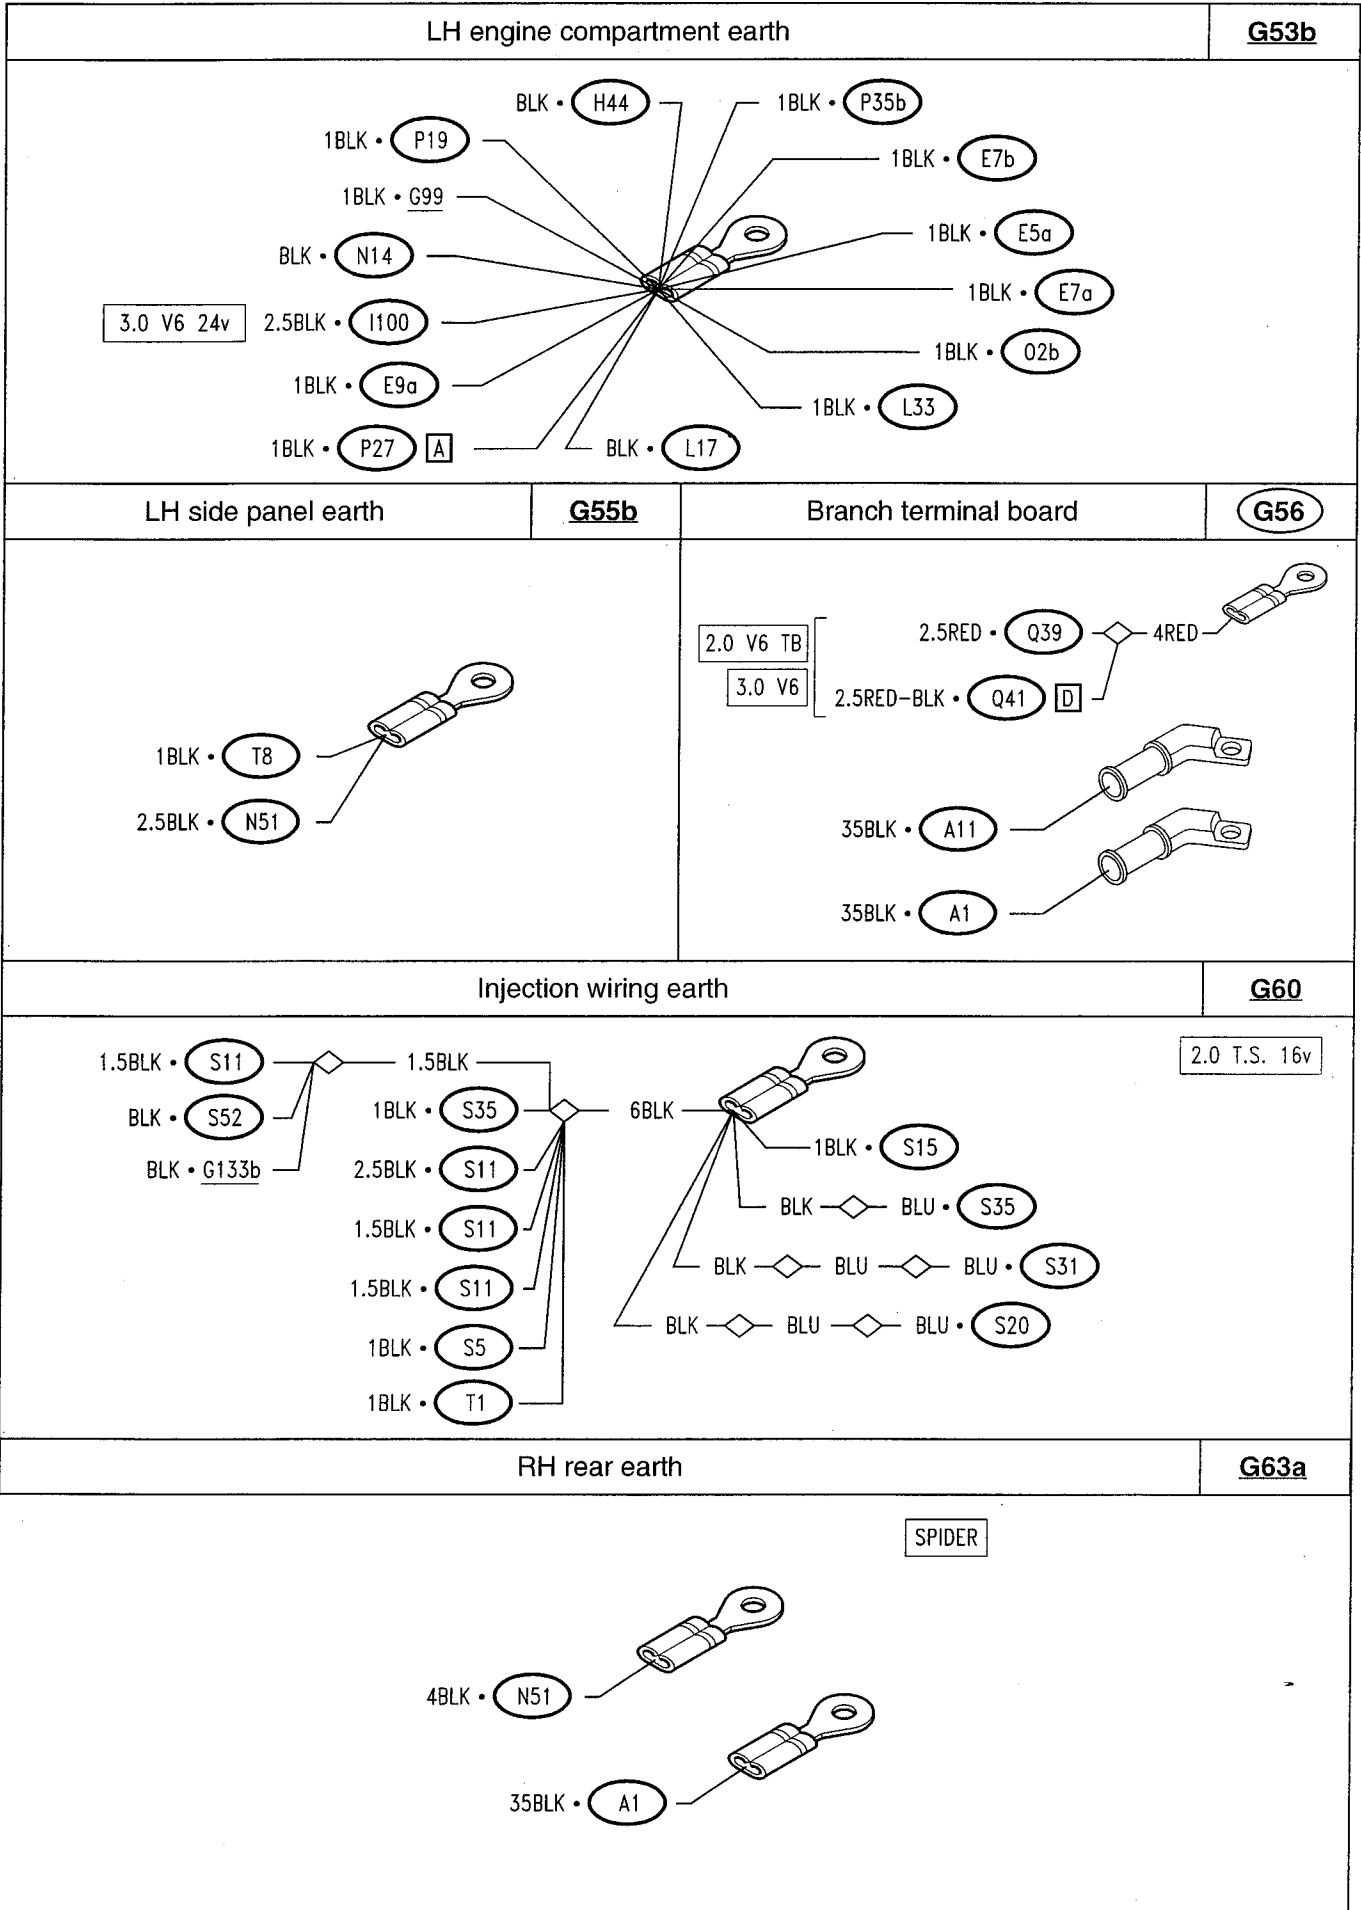 LH engine compartment earth G53b
BLK • H44
1BLK • P35b
1BLK • P19
1BLK • E7b
1BLK • G99
1BLK • E5a
BLK • N14
1BLK • E7a
3.0 V6 24v 2.5BLK • I100
1BLK • O2b
1BLK • E9a
1BLK • L33
1BLK • P27 A
BLK • L17
LH side panel earth G55b
1BLK • T8
2.5BLK • N51
Branch terminal board G56
2.0 V6 TB
3.0 V6
2.5RED • Q39 4RED
2.5RED-BLK • Q41 D
35BLK • A11
35BLK • A1
Injection wiring earth G60
2.0 T.S. 16v
1.5BLK • S11 1.5BLK
BLK • S52
BLK • G133b
1BLK • S35 6BLK
2.5BLK • S11
1.5BLK • S11
1.5BLK • S11
1BLK • S5
1BLK • T1
1BLK • S15
BLK BLU • S35
BLK BLU BLU • S31
BLK BLU BLU • S20
RH rear earth G63a
SPIDER
4BLK • N51
35BLK • A1